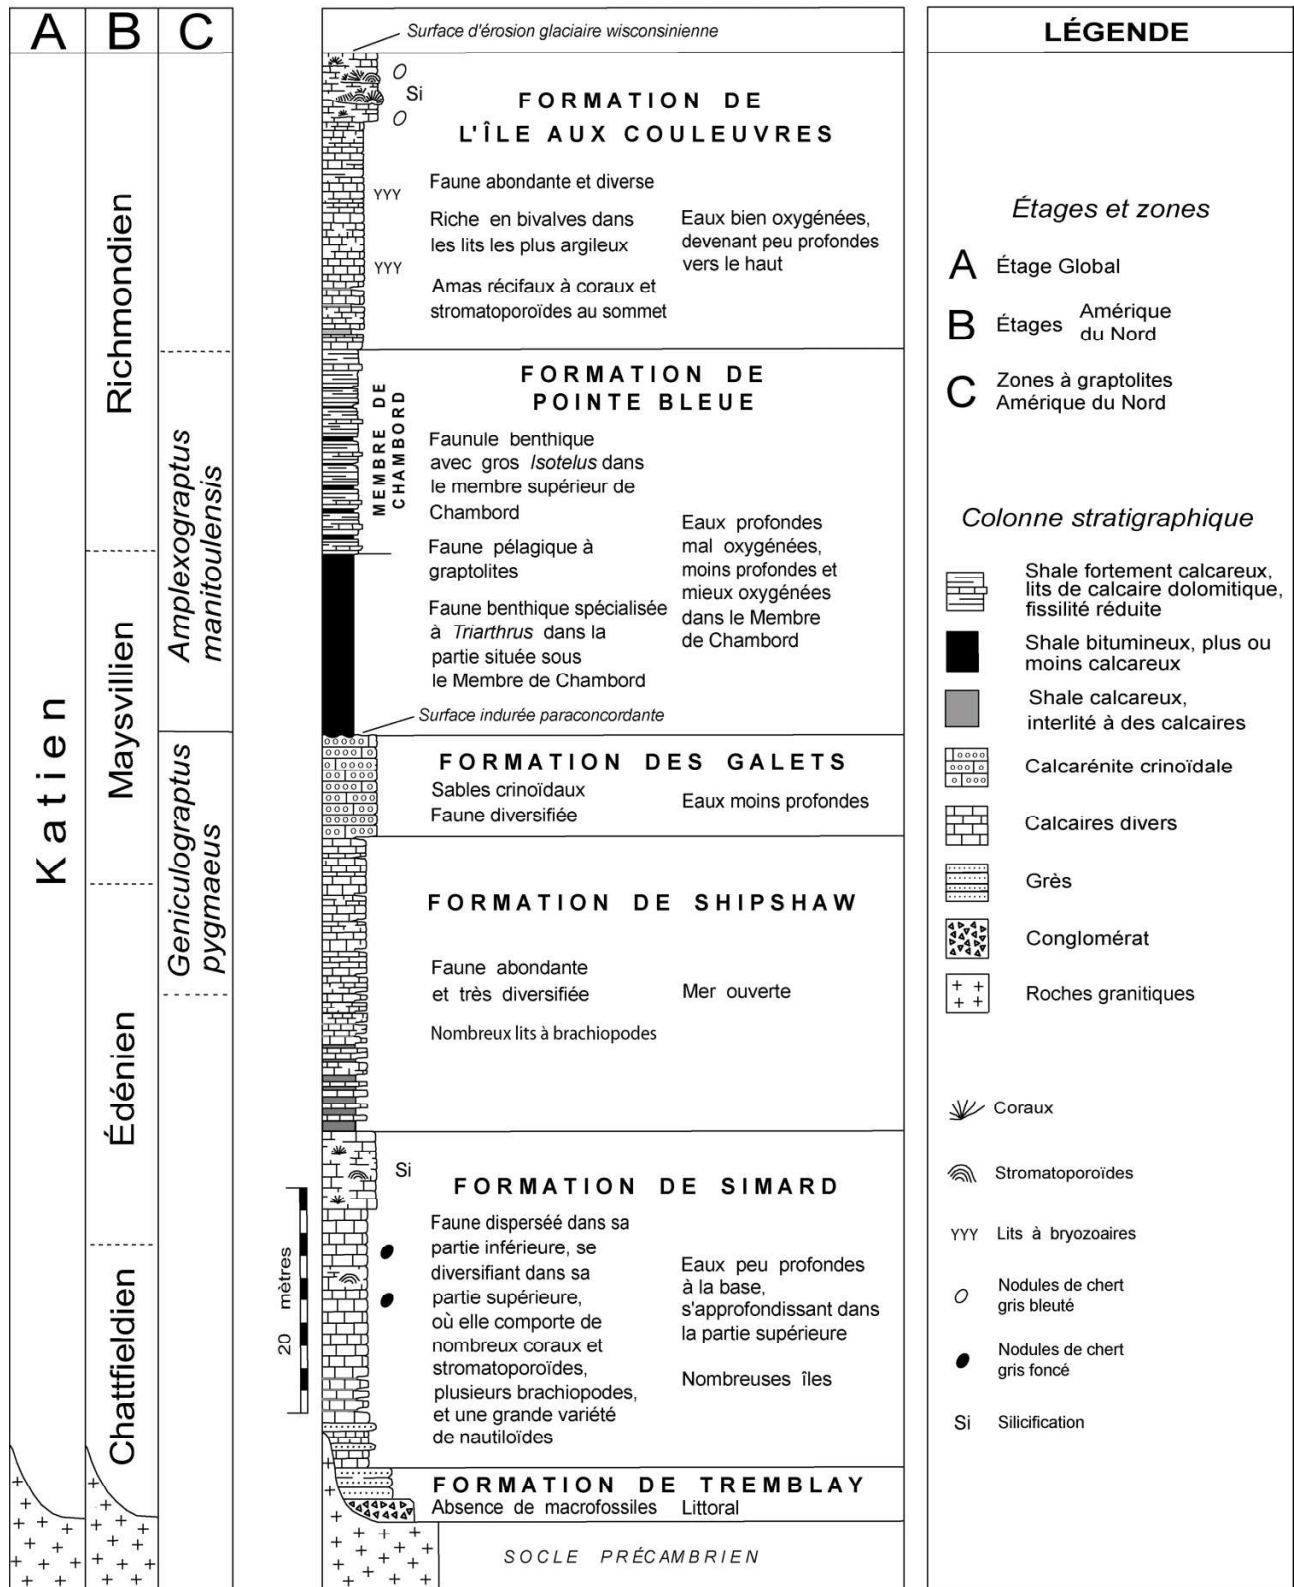 A B C
Katien
Richmondien
Maysvillien
Édénien
Chattfieldien
Amplexograptus
manitoulensis
Geniculograptus
pygmaeus
Surface d'érosion glaciaire wisconsinienne
Si
FORMATION DE
L'ÎLE AUX COULEUVRES
YYY
YYY
Faune abondante et diverse
Riche en bivalves dans
les lits les plus argileux
Amas récifaux à coraux et
stromatoporoïdes au sommet
Eaux bien oxygénées,
devenant peu profondes
vers le haut
MEMBRE DE
CHAMBORD
FORMATION DE
POINTE BLEUE
Faunule benthique
avec gros Isotelus dans
le membre supérieur de
Chambord
Faune pélagique à
graptolites
Faune benthique spécialisée
à Triarthrus dans la
partie située sous
le Membre de Chambord
Eaux profondes
mal oxygénées,
moins profondes et
mieux oxygénées
dans le Membre
de Chambord
Surface indurée paraconcordante
FORMATION DES GALETS
Sables crinoïdaux
Faune diversifiée
Eaux moins profondes
FORMATION DE SHIPSHAW
Faune abondante
et très diversifiée
Nombreux lits à brachiopodes
Mer ouverte
Si
FORMATION DE SIMARD
20 mètres
Faune disperséé dans sa
partie inférieure, se
diversifiant dans sa
partie supérieure,
où elle comporte de
nombreux coraux et
stromatoporoïdes,
plusieurs brachiopodes,
et une grande variété
de nautiloïdes
Eaux peu profondes
à la base,
s'approfondissant dans
la partie supérieure
Nombreuses îles
FORMATION DE TREMBLAY
Absence de macrofossiles
Littoral
SOCLE PRÉCAMBRIEN
LÉGENDE
Étages et zones
A Étage Global
B Étages Amérique
du Nord
C Zones à graptolites
Amérique du Nord
Colonne stratigraphique
Shale fortement calcareux,
lits de calcaire dolomitique,
fissilité réduite
Shale bitumineux, plus ou
moins calcareux
Shale calcareux,
interlité à des calcaires
Calcarénite crinoïdale
Calcaires divers
Grès
Conglomérat
Roches granitiques
Coraux
Stromatoporoïdes
YYY Lits à bryozoaires
Nodules de chert
gris bleuté
Nodules de chert
gris foncé
Si Silicification